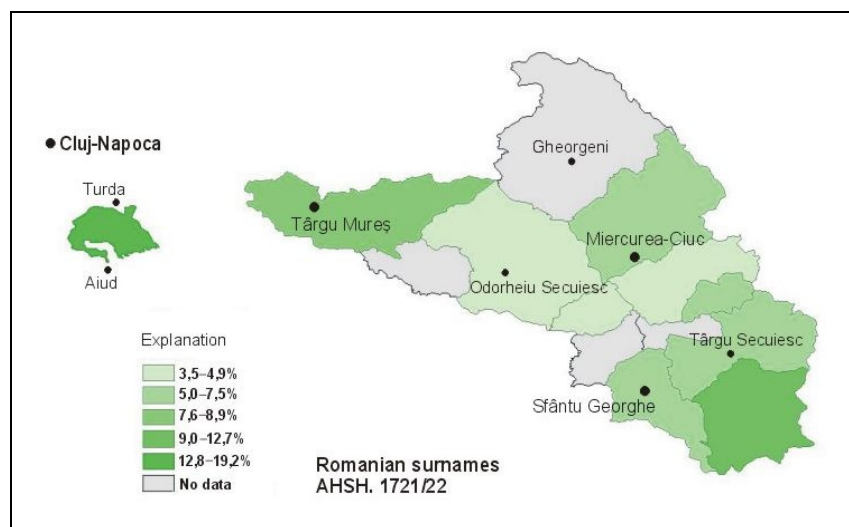 Gheorgeni
Cluj-Napoca
Turda
Târgu Mureş
Miercurea-Ciuc
Aiud
Odorheiu Secuiesc
Explanation
Târgu Secuiesc
3,5–4,9%
5,0–7,5%
Sfântu Georghe
7,6–8,9%
9,0–12,7%
12,8–19,2%
Romanian surnames
No data
AHSH. 1721/22